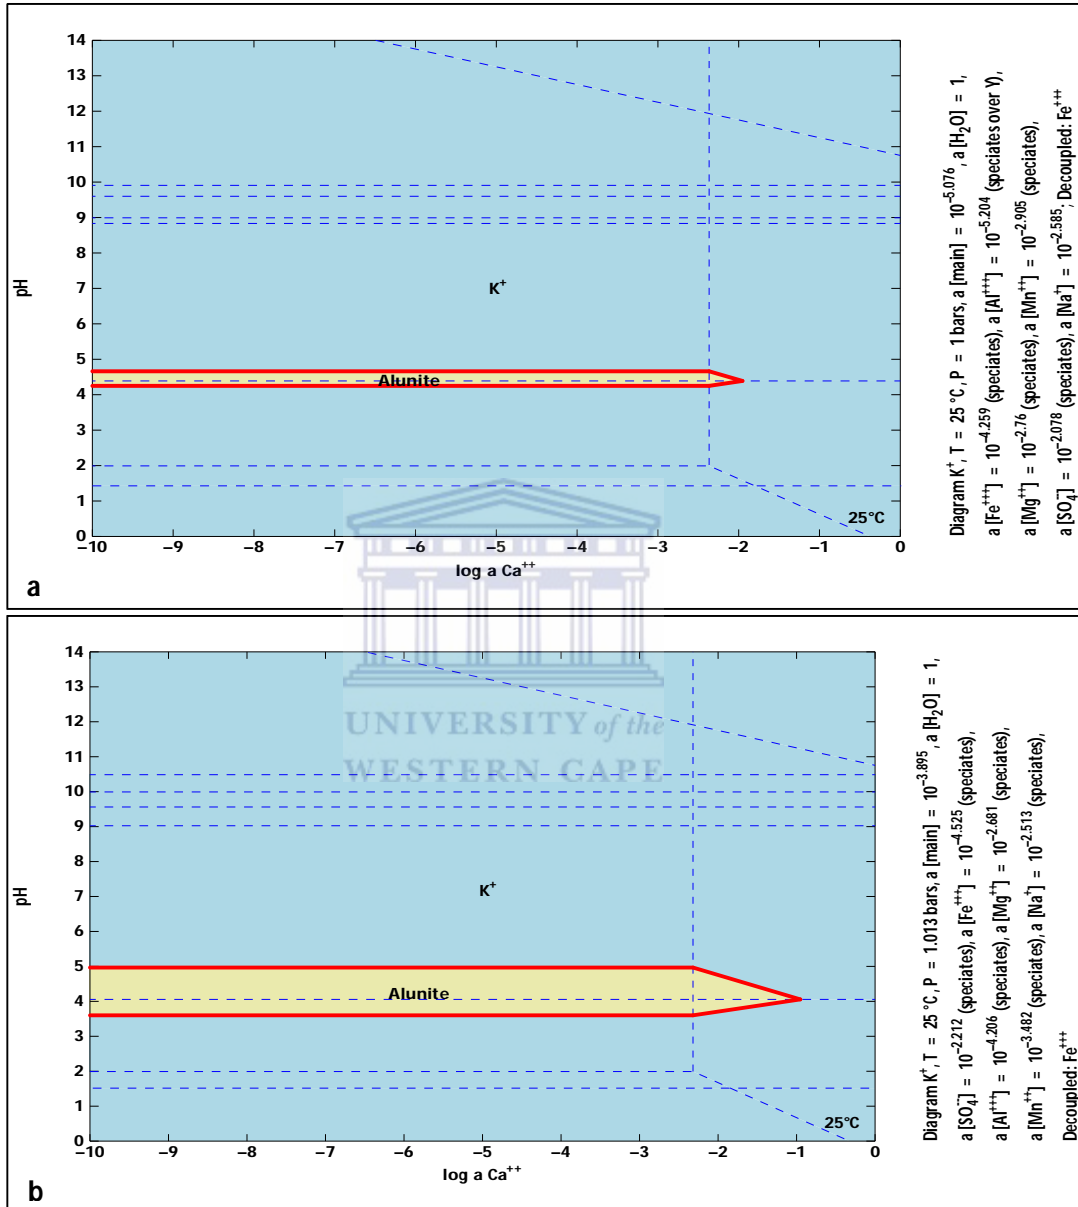 14
13
12
11
10
9
8
7
6
5
4
3
2
1
0
pH
K+
Alunite
25°C
−10 −9 −8 −7 −6 −5 −4 −3 −2 −1 0
log a Ca++
a
Diagram K+, T = 25 °C, P = 1 bars, a [main] = 10−5.076, a [H2O] = 1,
a [Fe+++] = 10−4.259 (speciates), a [Al+++] = 10−5.204 (speciates over Y),
a [Mg++] = 10−2.76 (speciates), a [Mn++] = 10−2.905 (speciates),
a [SO4−−] = 10−2.078 (speciates), a [Na+] = 10−2.585; Decoupled: Fe+++
14
13
12
11
10
9
8
7
6
5
4
3
2
1
0
pH
K+
Alunite
25°C
−10 −9 −8 −7 −6 −5 −4 −3 −2 −1 0
log a Ca++
b
Diagram K+, T = 25 °C, P = 1.013 bars, a [main] = 10−3.895, a [H2O] = 1,
a [SO4−−] = 10−2.212 (speciates), a [Fe+++] = 10−4.525 (speciates),
a [Al+++] = 10−4.206 (speciates), a [Mg++] = 10−2.681 (speciates),
a [Mn++] = 10−3.482 (speciates), a [Na+] = 10−2.513 (speciates),
Decoupled: Fe+++
UNIVERSITY of the
WESTERN CAPE